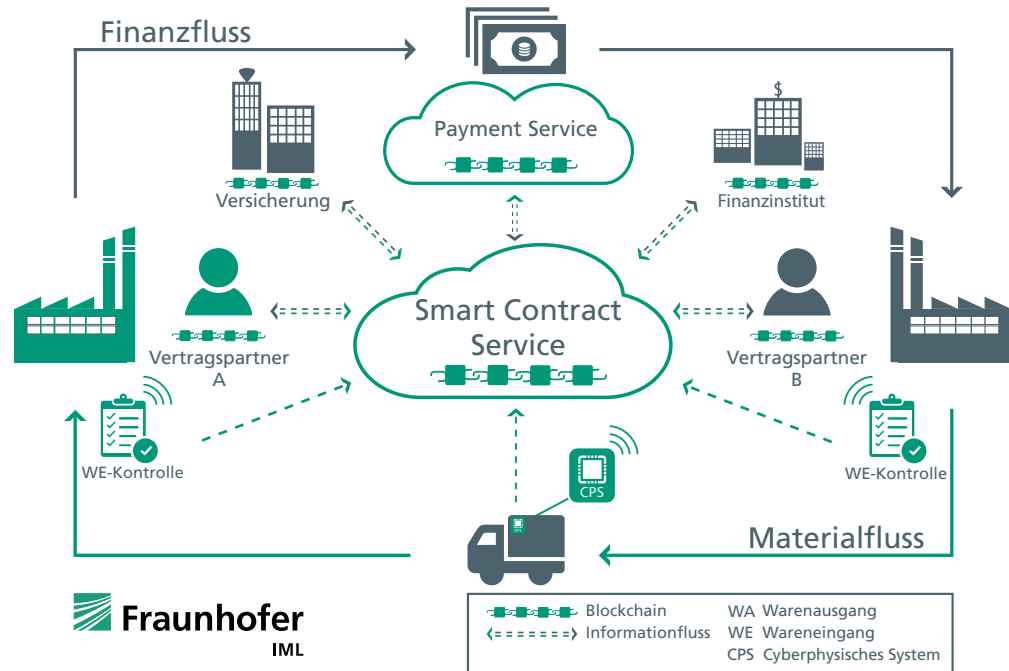 Finanzfluss
Payment Service
$
Versicherung
Finanzinstitut
Smart Contract
Service
Vertragspartner
A
Vertragspartner
B
WE-Kontrolle
WE-Kontrolle
CPS
CPS
Materialfluss
Fraunhofer
IML
Blockchain
Informationfluss
WA Warenausgang
WE Wareneingang
CPS Cyberphysisches System